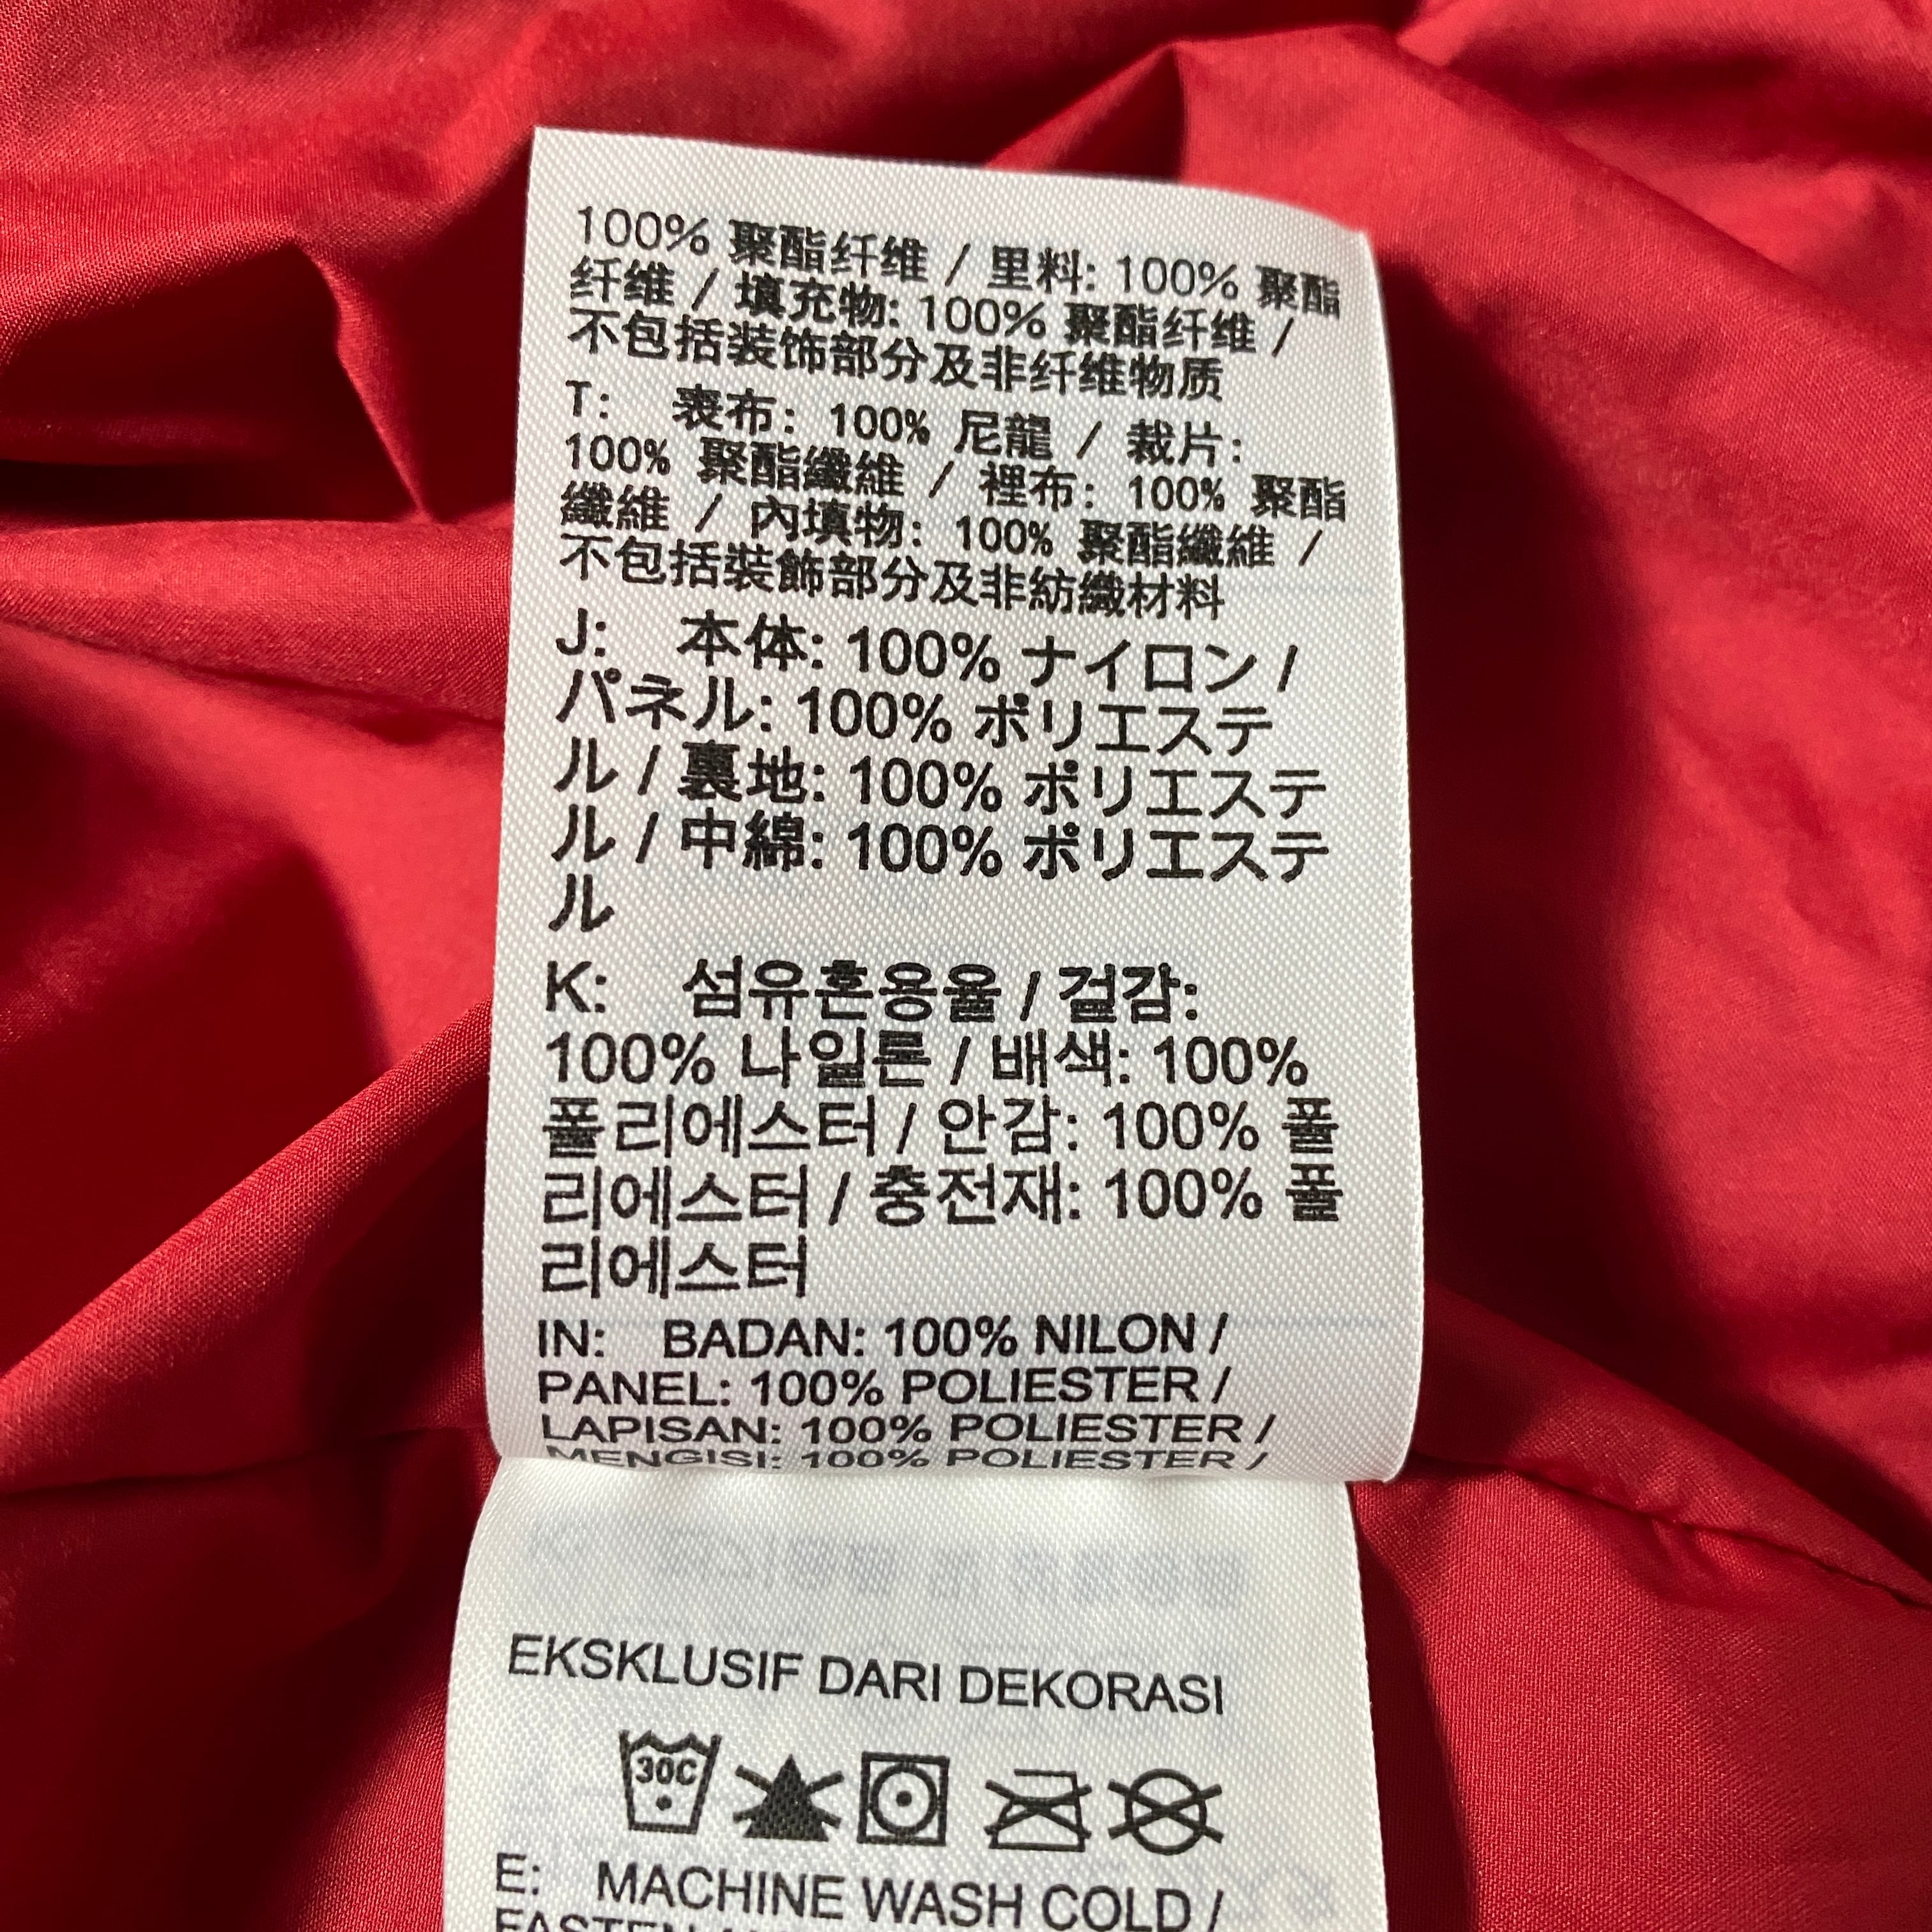 100% 聚酯纤维 / 里料: 100% 聚酯
纤维 / 填充物: 100% 聚酯纤维 /
不包括装饰部分及非纤维物质
T: 表布: 100% 尼龍 / 裁片:
100% 聚酯纖維 / 裡布: 100% 聚酯
纖維 / 內填物: 100% 聚酯纖維 /
不包括裝飾部分及非紡織材料
J: 本体: 100% ナイロン /
パネル: 100% ポリエステ
ル / 裏地: 100% ポリエステ
ル / 中綿: 100% ポリエステ
ル
K: 섬유혼용율 / 걸감:
100% 나일론 / 배색: 100%
폴리에스터 / 안감: 100% 폴
리에스터 / 충전재: 100% 폴
리에스터
IN: BADAN: 100% NILON /
PANEL: 100% POLIESTER /
LAPISAN: 100% POLIESTER /
MENGISI: 100% POLIESTER /
EKSKLUSIF DARI DEKORASI
30C
E: MACHINE WASH COLD /